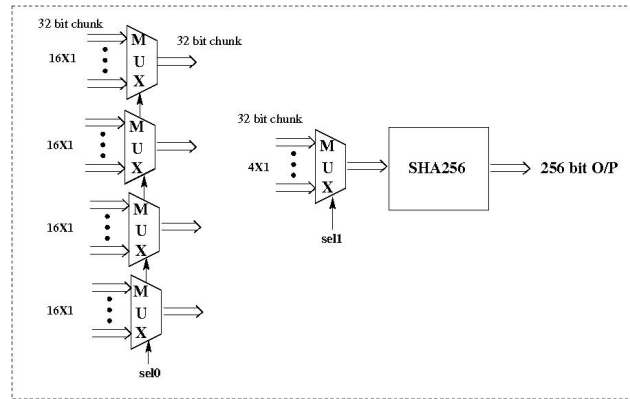 32 bit chunk
16X1
M
U
X
32 bit chunk
16X1
M
U
X
16X1
M
U
X
16X1
M
U
X
sel0
32 bit chunk
4X1
M
U
X
sel1
SHA256
256 bit O/P